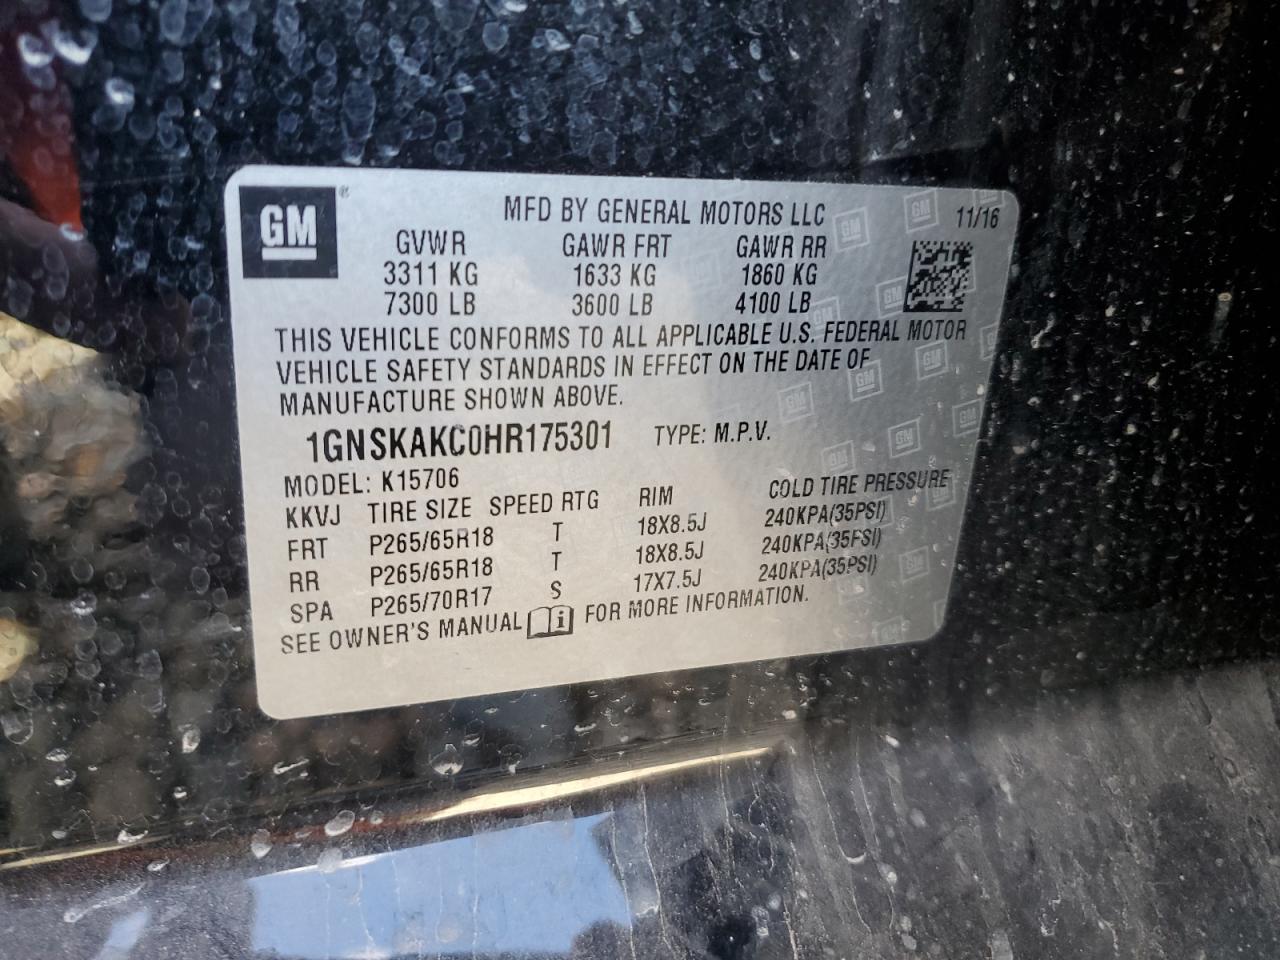 GM ®
MFD BY GENERAL MOTORS LLC 11/16
GVWR GAWR FRT GAWR RR
3311 KG 1633 KG 1860 KG
7300 LB 3600 LB 4100 LB
THIS VEHICLE CONFORMS TO ALL APPLICABLE U.S. FEDERAL MOTOR
VEHICLE SAFETY STANDARDS IN EFFECT ON THE DATE OF
MANUFACTURE SHOWN ABOVE.
1GNSKAKC0HR175301 TYPE: M.P.V.
MODEL: K15706
KKVJ TIRE SIZE SPEED RTG RIM COLD TIRE PRESSURE
FRT P265/65R18 T 18X8.5J 240KPA(35PSI)
RR P265/65R18 T 18X8.5J 240KPA(35PSI)
SPA P265/70R17 S 17X7.5J 240KPA(35PSI)
SEE OWNER'S MANUAL i FOR MORE INFORMATION.